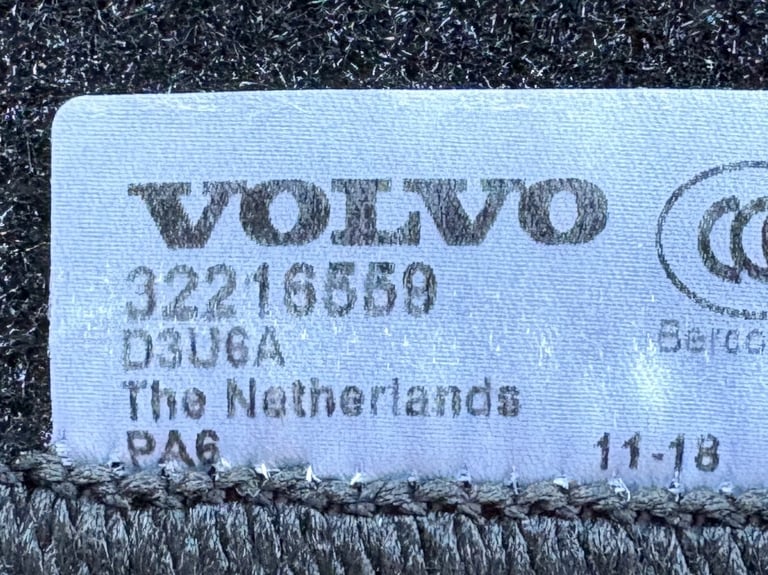 VOLVO
32216559
D3U6A
The Netherlands
PA6
11-18